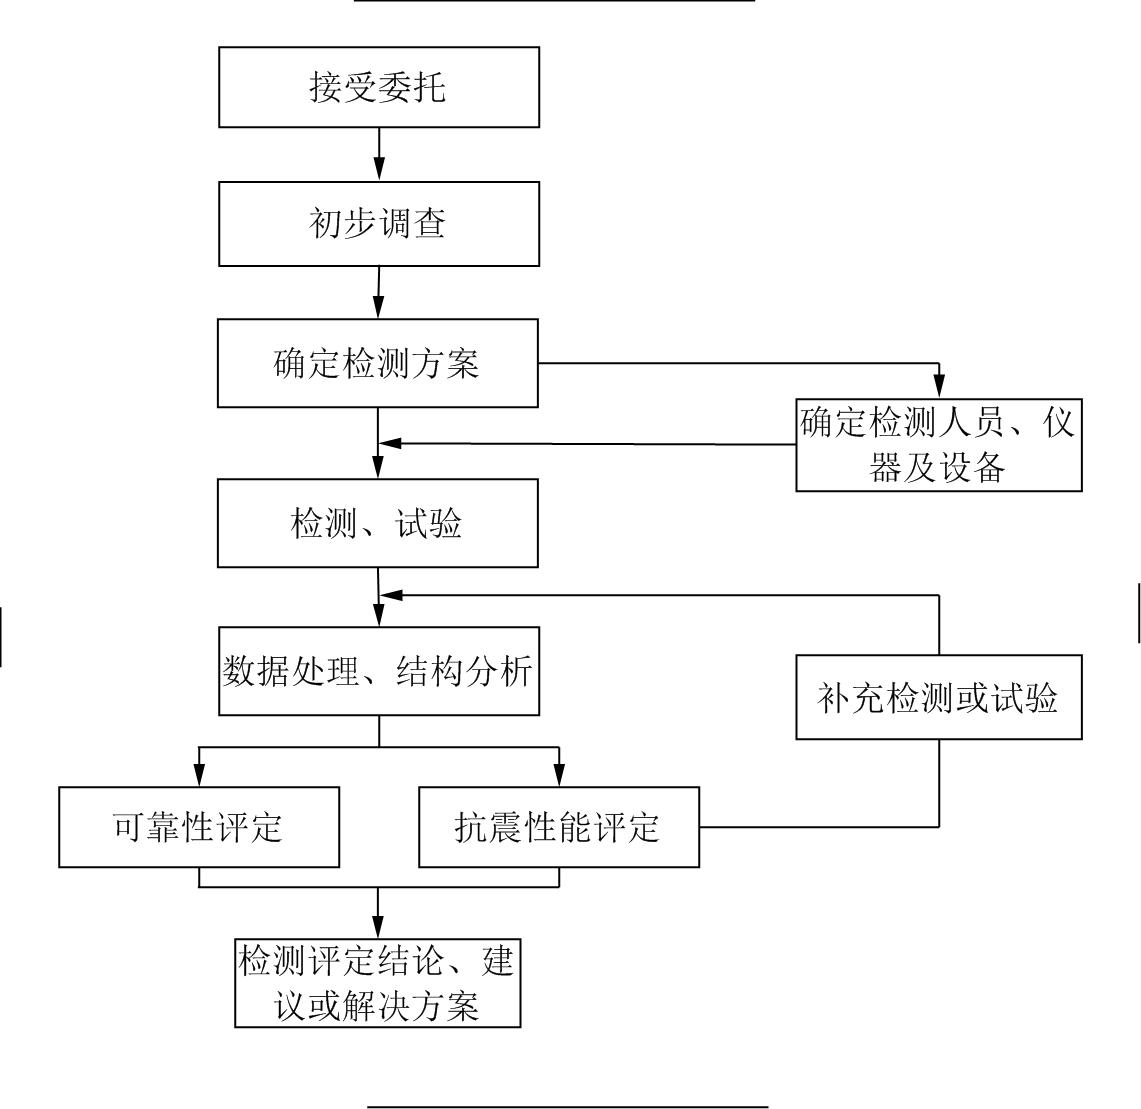 接受委托
初步调查
确定检测方案
确定检测人员、仪
器及设备
检测、试验
数据处理、结构分析
补充检测或试验
可靠性评定
抗震性能评定
检测评定结论、建
议或解决方案